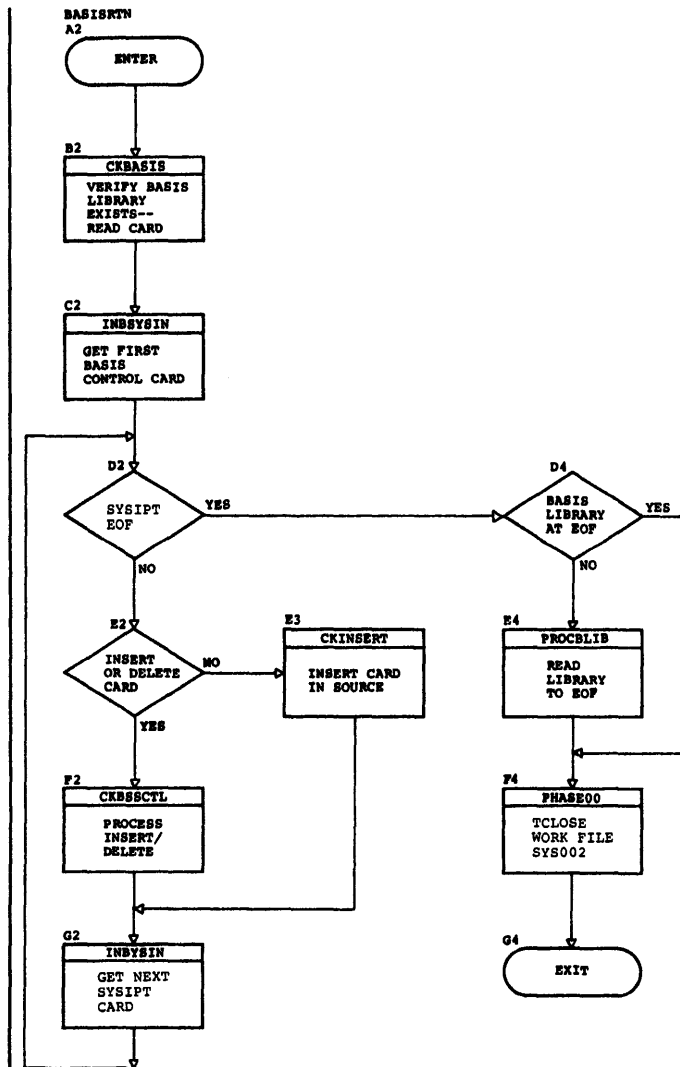 BASISRTN
A2
ENTER
B2
CKBASIS
VERIFY BASIS
LIBRARY
EXISTS--
READ CARD
C2
INBSYSIN
GET FIRST
BASIS
CONTROL CARD
D2
SYSIPT
EOF
YES
NO
D4
BASIS
LIBRARY
AT EOF
YES
NO
E2
INSERT
OR DELETE
CARD
NO
YES
E3
CKINSERT
INSERT CARD
IN SOURCE
E4
PROCBLIB
READ
LIBRARY
TO EOF
F2
CKBSSCTL
PROCESS
INSERT/
DELETE
F4
PHASE00
TCLOSE
WORK FILE
SYS002
G2
INBYSIN
GET NEXT
SYSIPT
CARD
G4
EXIT